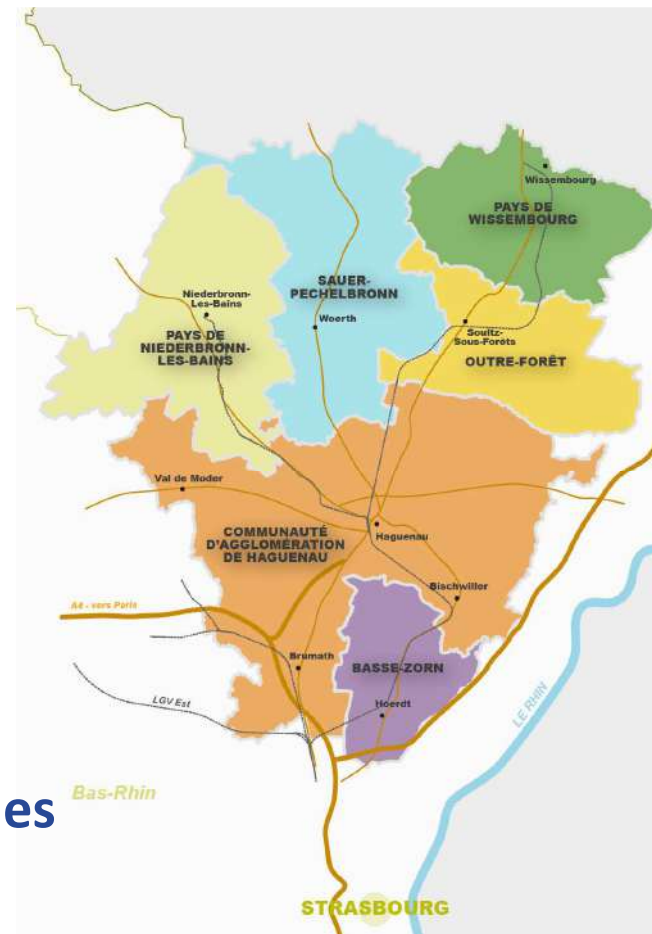 Wissembourg
PAYS DE
WISSEMBOURG
SAUER-
PECHELBRONN
Niederbronn-
Les-Bains
Woerth
Soultz-
Sous-Forêts
PAYS DE
NIEDERBRONN-
LES-BAINS
OUTRE-FORÊT
Val de Moder
Haguenau
COMMUNAUTÉ
D'AGGLOMÉRATION
DE HAGUENAU
Bischwiller
A4 - vers Paris
Brumath
BASSE-ZORN
LGV Est
Hoerdt
LE RHIN
Bas-Rhin
es
STRASBOURG